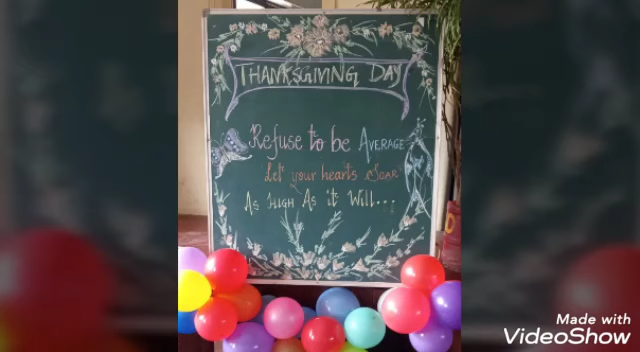 THANKSGIVING DAY
Refuse to be AVERAGE
Let your hearts SOAR
As HIGH As it Will...
Made with
VideoShow